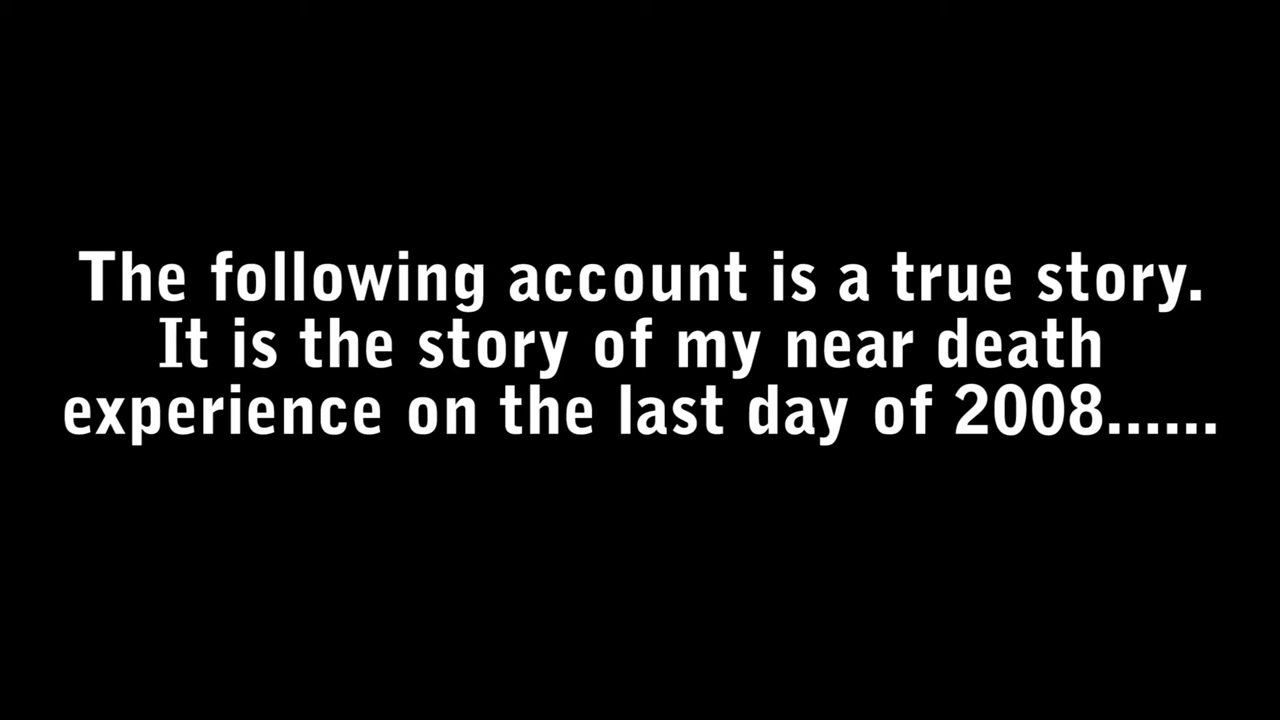 The following account is a true story.
It is the story of my near death
experience on the last day of 2008......